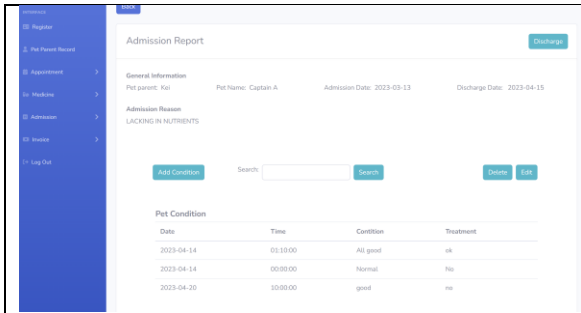 Back
Register
Pet Parent Record
Appointment
Medicine
Admission
Invoice
Log Out
Admission Report
Discharge
General Information
Pet parent: Kei Pet Name: Captain A Admission Date: 2023-03-13 Discharge Date: 2023-04-15
Admission Reason
LACKING IN NUTRIENTS
Add Condition Search: Search Delete Edit
Pet Condition
Date Time Contition Treatment
2023-04-14 01:10:00 All good ok
2023-04-14 00:00:00 Normal No
2023-04-20 10:00:00 good no